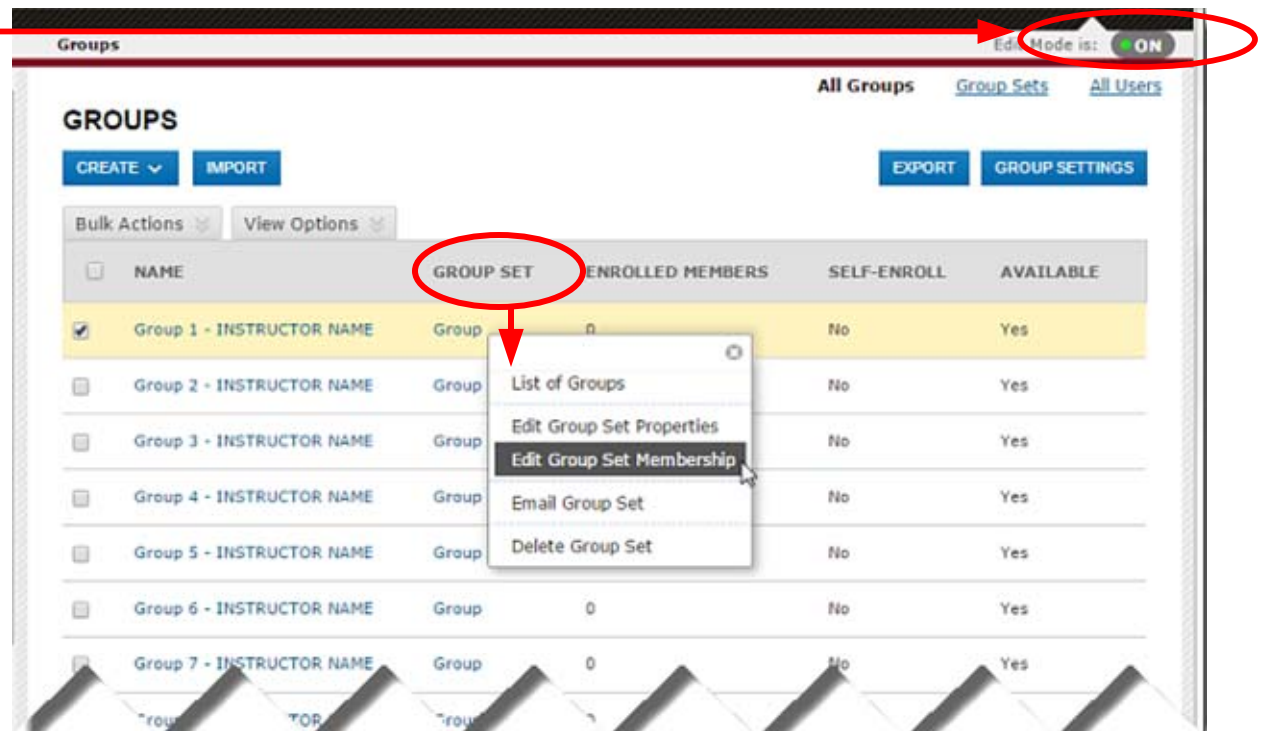 Groups
Edit Mode is: ON
All Groups Group Sets All Users
GROUPS
CREATE IMPORT EXPORT GROUP SETTINGS
Bulk Actions View Options
NAME GROUP SET ENROLLED MEMBERS SELF-ENROLL AVAILABLE
Group 1 - INSTRUCTOR NAME Group 0 No Yes
List of Groups
Group 2 - INSTRUCTOR NAME Group No Yes
Edit Group Set Properties
Group 3 - INSTRUCTOR NAME Group No Yes
Edit Group Set Membership
Group 4 - INSTRUCTOR NAME Group No Yes
Email Group Set
Group 5 - INSTRUCTOR NAME Group No Yes
Delete Group Set
Group 6 - INSTRUCTOR NAME Group 0 No Yes
Group 7 - INSTRUCTOR NAME Group 0 No Yes